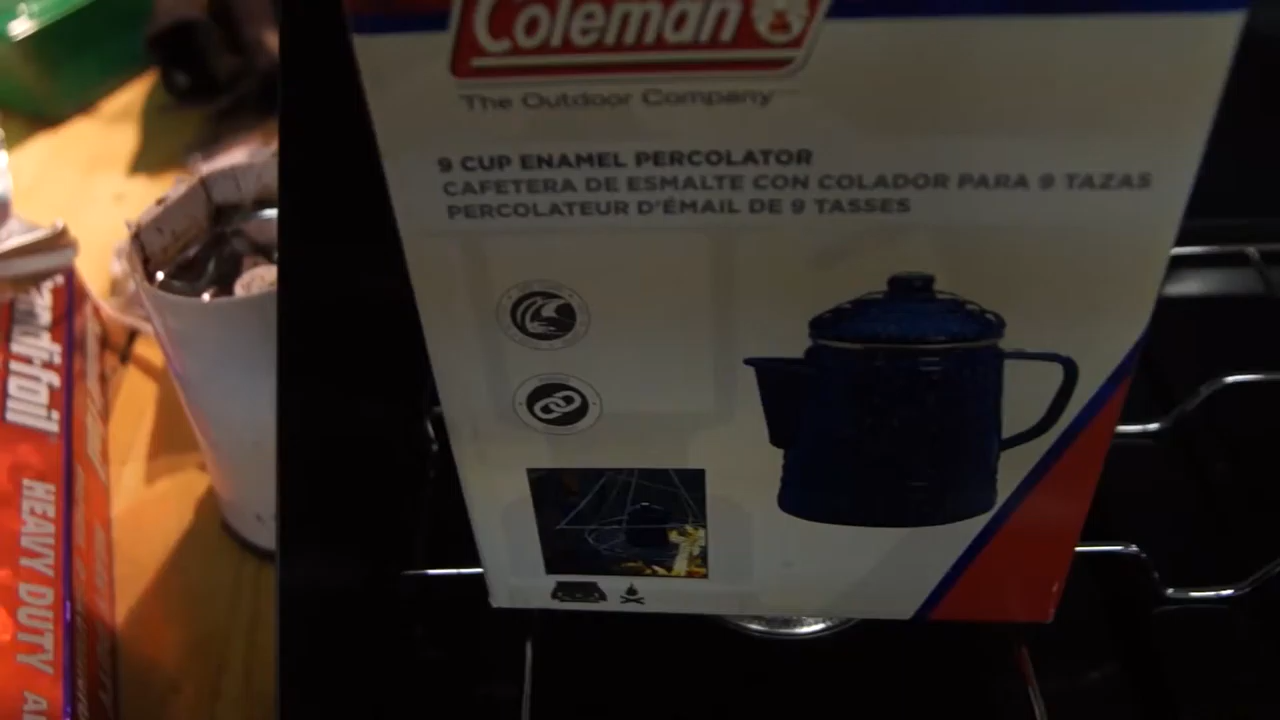 Coleman
The Outdoor Company
9 CUP ENAMEL PERCOLATOR
CAFETERA DE ESMALTE CON COLADOR PARA 9 TAZAS
PERCOLATEUR D'ÉMAIL DE 9 TASSES
HEAVY DUTY